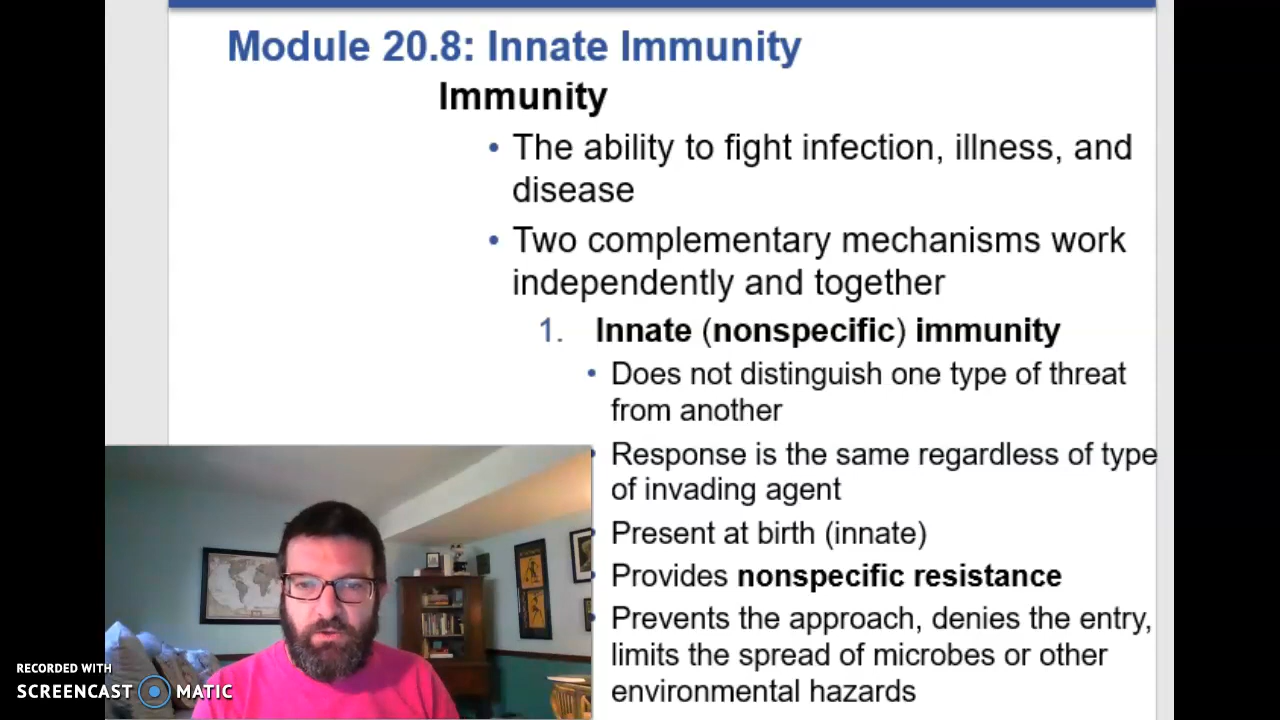 Module 20.8: Innate Immunity
Immunity
• The ability to fight infection, illness, and
disease
• Two complementary mechanisms work
independently and together
1. Innate (nonspecific) immunity
• Does not distinguish one type of threat
from another
Response is the same regardless of type
of invading agent
Present at birth (innate)
Provides nonspecific resistance
Prevents the approach, denies the entry,
limits the spread of microbes or other
environmental hazards
RECORDED WITH
SCREENCAST MATIC